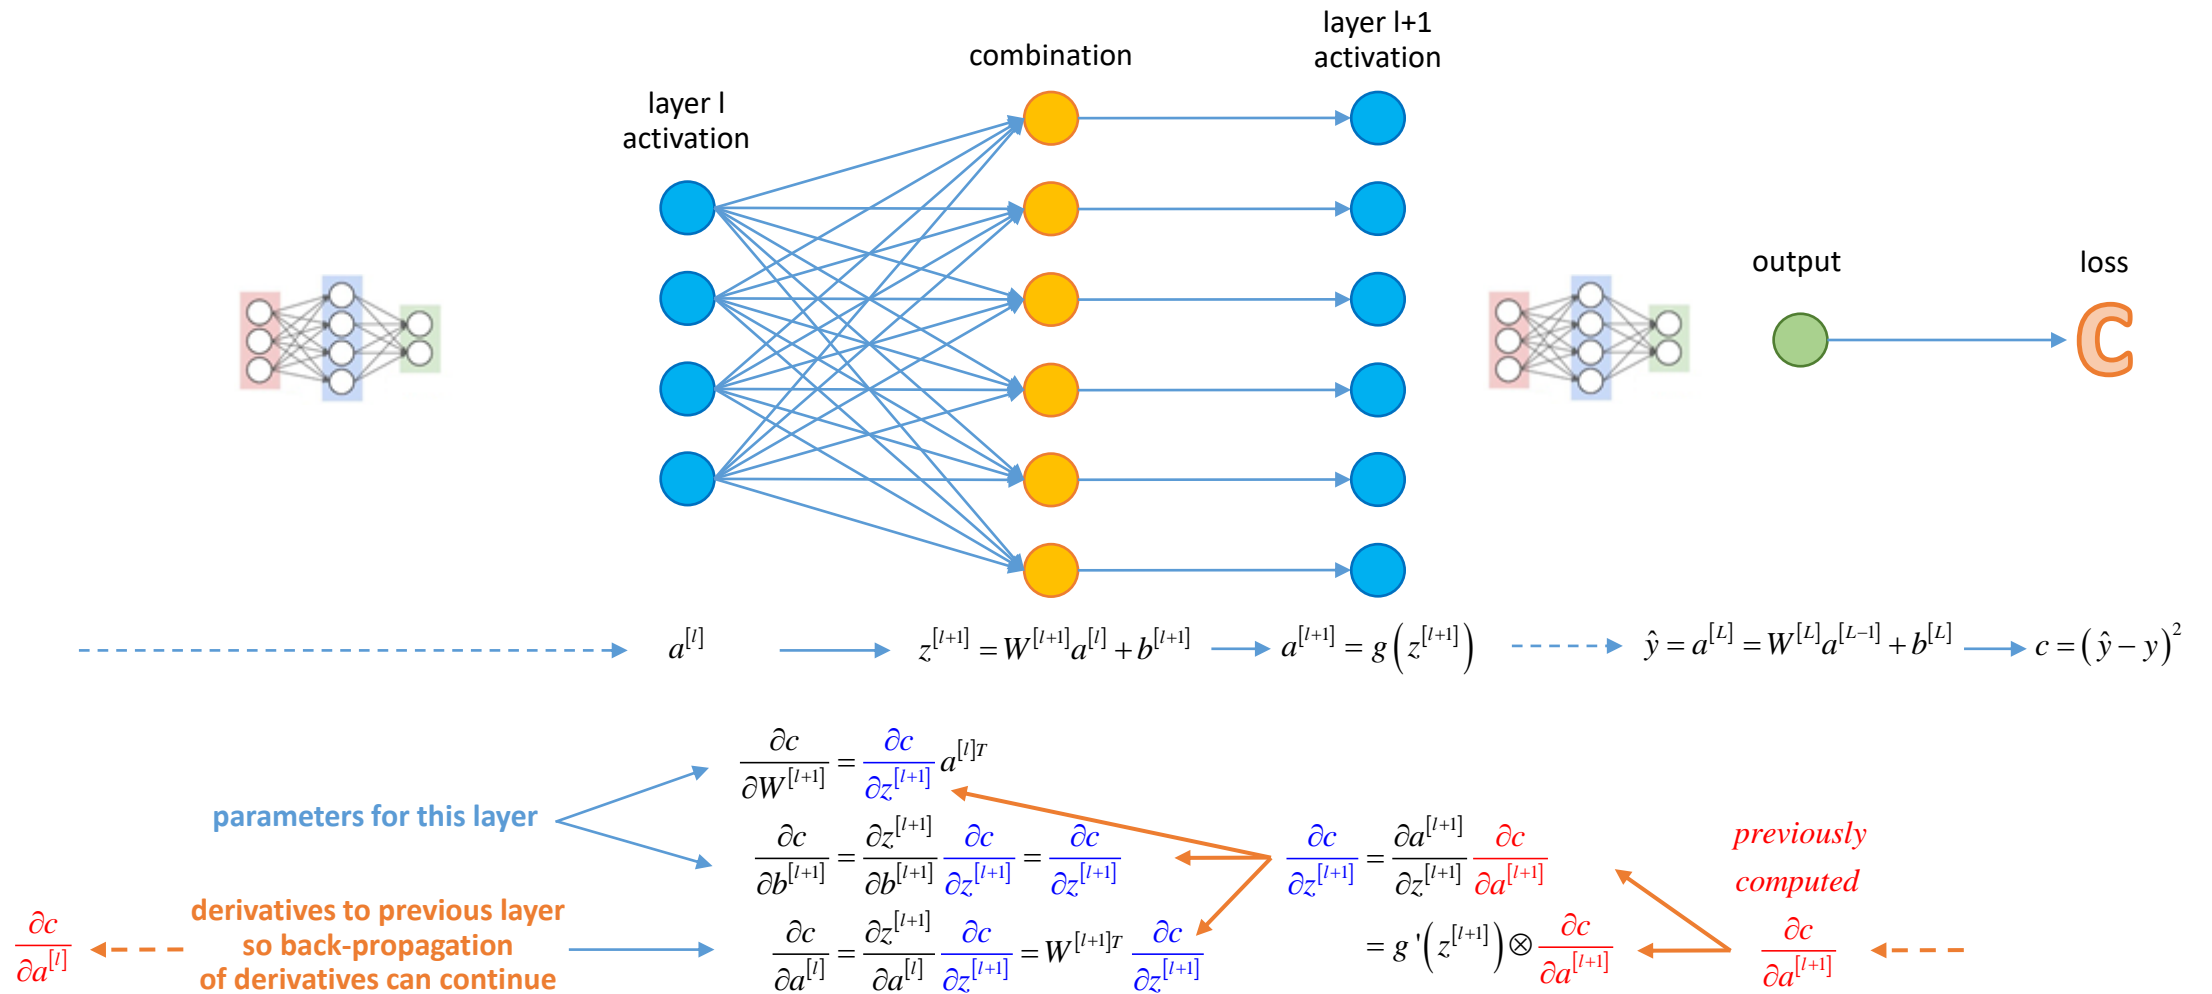 layer l+1
activation
combination
layer l
activation
output
loss
C
a^{[l]}
z^{[l+1]} = W^{[l+1]} a^{[l]} + b^{[l+1]}
a^{[l+1]} = g(z^{[l+1]})
ŷ = a^{[L]} = W^{[L]} a^{[L-1]} + b^{[L]}
c = (ŷ − y)^2
∂c/∂W^{[l+1]} = ∂c/∂z^{[l+1]} a^{[l]T}
parameters for this layer
∂c/∂b^{[l+1]} = ∂z^{[l+1]}/∂b^{[l+1]} ∂c/∂z^{[l+1]} = ∂c/∂z^{[l+1]}
∂c/∂z^{[l+1]} = ∂a^{[l+1]}/∂z^{[l+1]} ∂c/∂a^{[l+1]}
previously
computed
∂c/∂a^{[l]}
derivatives to previous layer
so back-propagation
of derivatives can continue
∂c/∂a^{[l]} = ∂z^{[l+1]}/∂a^{[l]} ∂c/∂z^{[l+1]} = W^{[l+1]T} ∂c/∂z^{[l+1]}
= g '(z^{[l+1]}) ⊗ ∂c/∂a^{[l+1]}
∂c/∂a^{[l+1]}